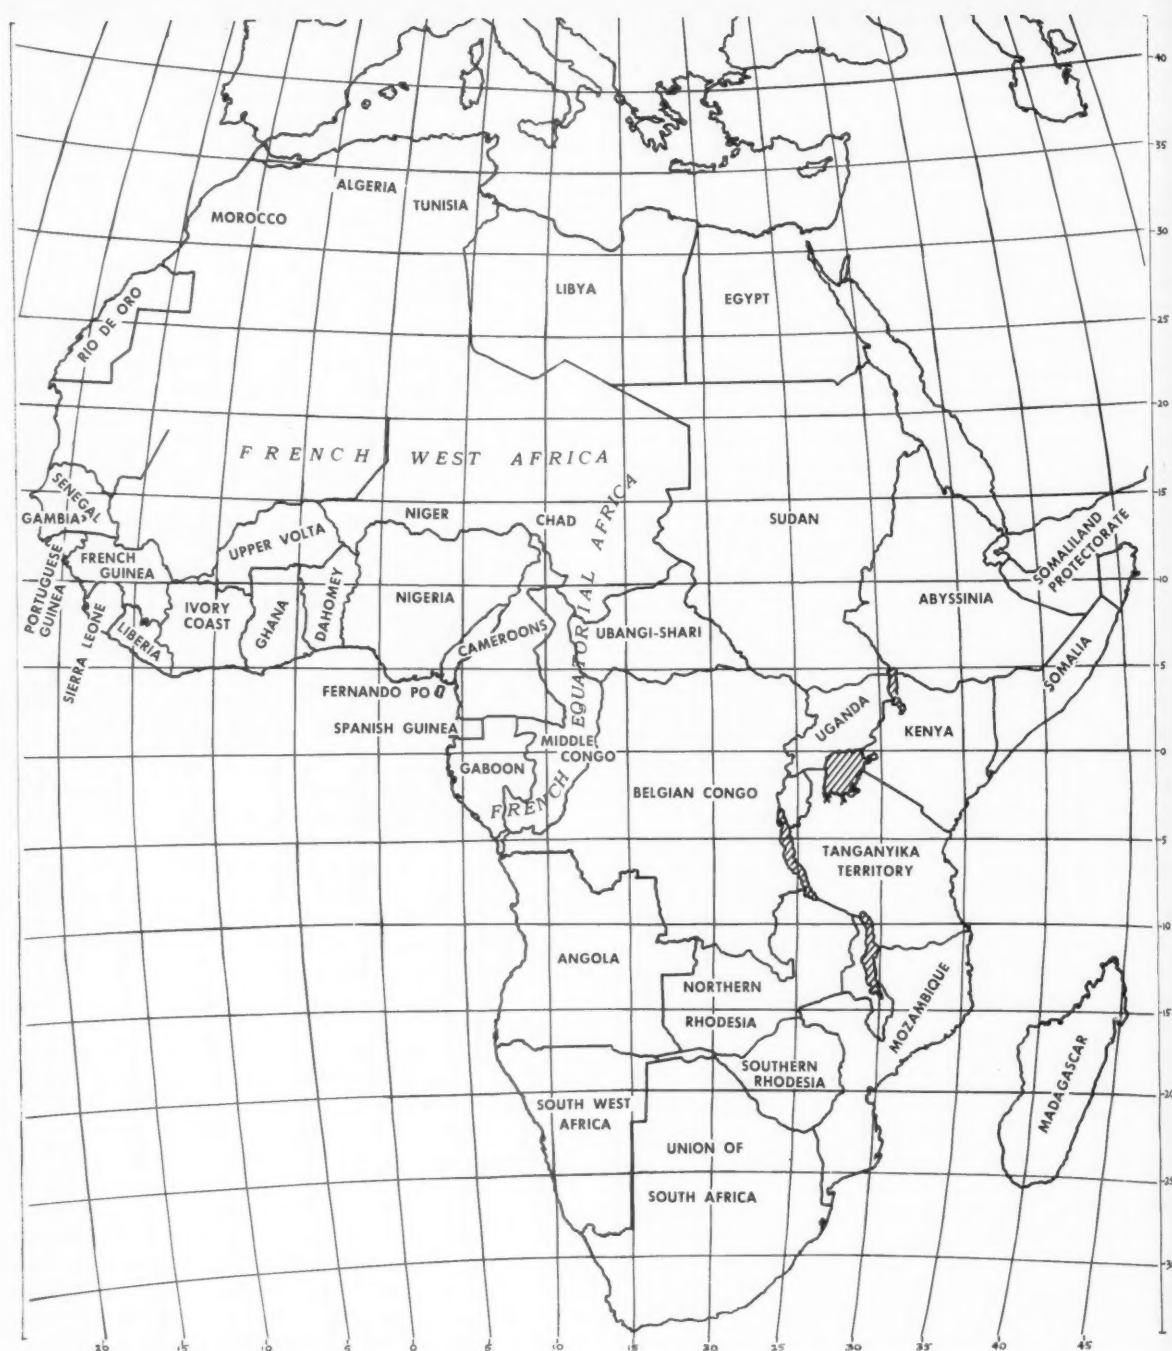 40
35
ALGERIA
TUNISIA
MOROCCO
30
LIBYA
EGYPT
RIO DE ORO
25
20
FRENCH WEST AFRICA
SENEGAL
GAMBIA
NIGER
CHAD
SUDAN
15
UPPER VOLTA
FRENCH
GUINEA
PORTUGUESE
GUINEA
SIERRA LEONE
LIBERIA
IVORY
COAST
GHANA
DAHOMEY
NIGERIA
CAMEROONS
FRENCH EQUATORIAL AFRICA
UBANGI-SHARI
ABYSSINIA
SOMALILAND
PROTECTORATE
10
SOMALIA
5
FERNANDO PO
SPANISH GUINEA
UGANDA
KENYA
MIDDLE
CONGO
0
GABOON
BELGIAN CONGO
5
TANGANYIKA
TERRITORY
10
ANGOLA
NORTHERN
RHODESIA
MOZAMBIQUE
15
SOUTHERN
RHODESIA
MADAGASCAR
20
SOUTH WEST
AFRICA
UNION OF
SOUTH AFRICA
25
30
20 15 10 5 0 5 10 15 20 25 30 35 40 45